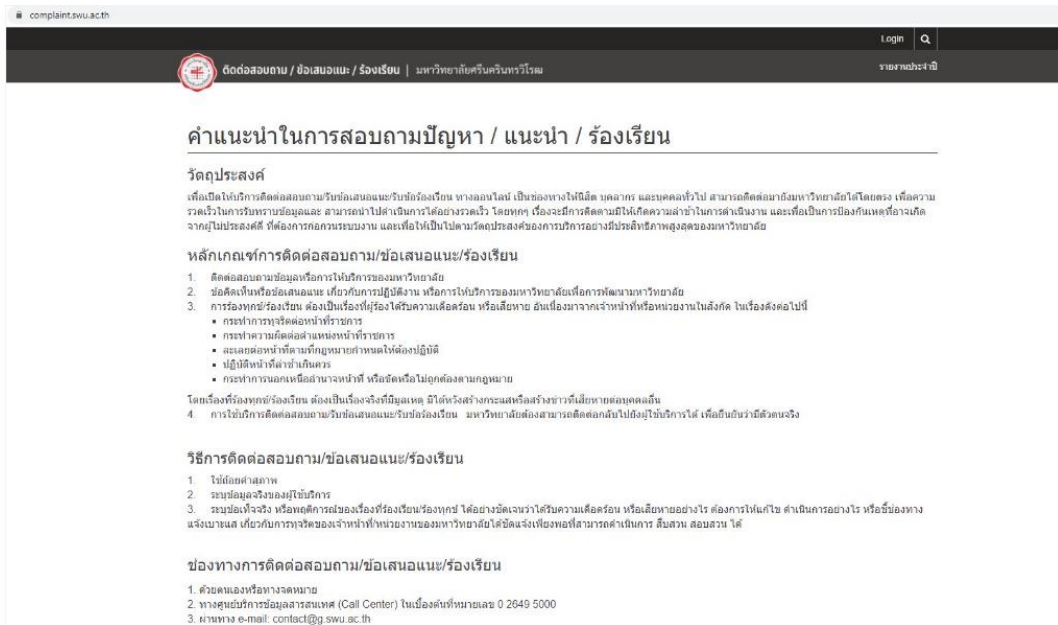 complaint.swu.ac.th
Login
ติดต่อสอบถาม / ข้อเสนอแนะ / ร้องเรียน | มหาวิทยาลัยศรีนครินทรวิโรฒ
รายงานประจำปี
คำแนะนำในการสอบถามปัญหา / แนะนำ / ร้องเรียน
วัตถุประสงค์
เพื่อเปิดให้บริการติดต่อสอบถาม/รับข้อเสนอแนะ/รับข้อร้องเรียน ทางออนไลน์ เป็นช่องทางให้นิสิต บุคลากร และบุคคลทั่วไป สามารถติดต่อมายังมหาวิทยาลัยได้โดยตรง เพื่อความ
รวดเร็วในการรับทราบข้อมูลและ สามารถนำไปดำเนินการได้อย่างรวดเร็ว โดยทุกๆ เรื่องจะมีการติดตามมิให้เกิดความล่าช้าในการดำเนินงาน และเพื่อเป็นการป้องกันเหตุที่อาจเกิด
จากผู้ไม่ประสงค์ดี ที่ต้องการก่อกวนระบบงาน และเพื่อให้เป็นไปตามวัตถุประสงค์ของการบริการอย่างมีประสิทธิภาพสูงสุดของมหาวิทยาลัย
หลักเกณฑ์การติดต่อสอบถาม/ข้อเสนอแนะ/ร้องเรียน
1. ติดต่อสอบถามข้อมูลหรือการให้บริการของมหาวิทยาลัย
2. ข้อคิดเห็นหรือข้อเสนอแนะ เกี่ยวกับการปฏิบัติงาน หรือการให้บริการของมหาวิทยาลัยเพื่อการพัฒนามหาวิทยาลัย
3. การร้องทุกข์/ร้องเรียน ต้องเป็นเรื่องที่ผู้ร้องได้รับความเดือดร้อน หรือเสียหาย อันเนื่องมาจากเจ้าหน้าที่หรือหน่วยงานในสังกัด ในเรื่องดังต่อไปนี้
▪ กระทำการทุจริตต่อหน้าที่ราชการ
▪ กระทำความผิดต่อตำแหน่งหน้าที่ราชการ
▪ ละเลยต่อหน้าที่ตามที่กฎหมายกำหนดให้ต้องปฏิบัติ
▪ ปฏิบัติหน้าที่ล่าช้าเกินควร
▪ กระทำการนอกเหนืออำนาจหน้าที่ หรือขัดหรือไม่ถูกต้องตามกฎหมาย
โดยเรื่องที่ร้องทุกข์/ร้องเรียน ต้องเป็นเรื่องจริงที่มีมูลเหตุ มิได้หวังสร้างกระแสหรือสร้างข่าวที่เสียหายต่อบุคคลอื่น
4. การใช้บริการติดต่อสอบถาม/รับข้อเสนอแนะ/รับข้อร้องเรียน มหาวิทยาลัยต้องสามารถติดต่อกลับไปยังผู้ใช้บริการได้ เพื่อยืนยันว่ามีตัวตนจริง
วิธีการติดต่อสอบถาม/ข้อเสนอแนะ/ร้องเรียน
1. ใช้ถ้อยคำสุภาพ
2. ระบุข้อมูลจริงของผู้ใช้บริการ
3. ระบุข้อเท็จจริง หรือพฤติการณ์ของเรื่องที่ร้องเรียน/ร้องทุกข์ ได้อย่างชัดเจนว่าได้รับความเดือดร้อน หรือเสียหายอย่างไร ต้องการให้แก้ไข ดำเนินการอย่างไร หรือชี้ช่องทาง
แจ้งเบาะแส เกี่ยวกับการทุจริตของเจ้าหน้าที่/หน่วยงานของมหาวิทยาลัยได้ชัดแจ้งเพียงพอที่สามารถดำเนินการ สืบสวน สอบสวน ได้
ช่องทางการติดต่อสอบถาม/ข้อเสนอแนะ/ร้องเรียน
1. ด้วยตนเองหรือทางจดหมาย
2. ทางศูนย์บริการข้อมูลสารสนเทศ (Call Center) ในเบื้องต้นที่หมายเลข 0 2649 5000
3. ผ่านทาง e-mail: contact@g.swu.ac.th